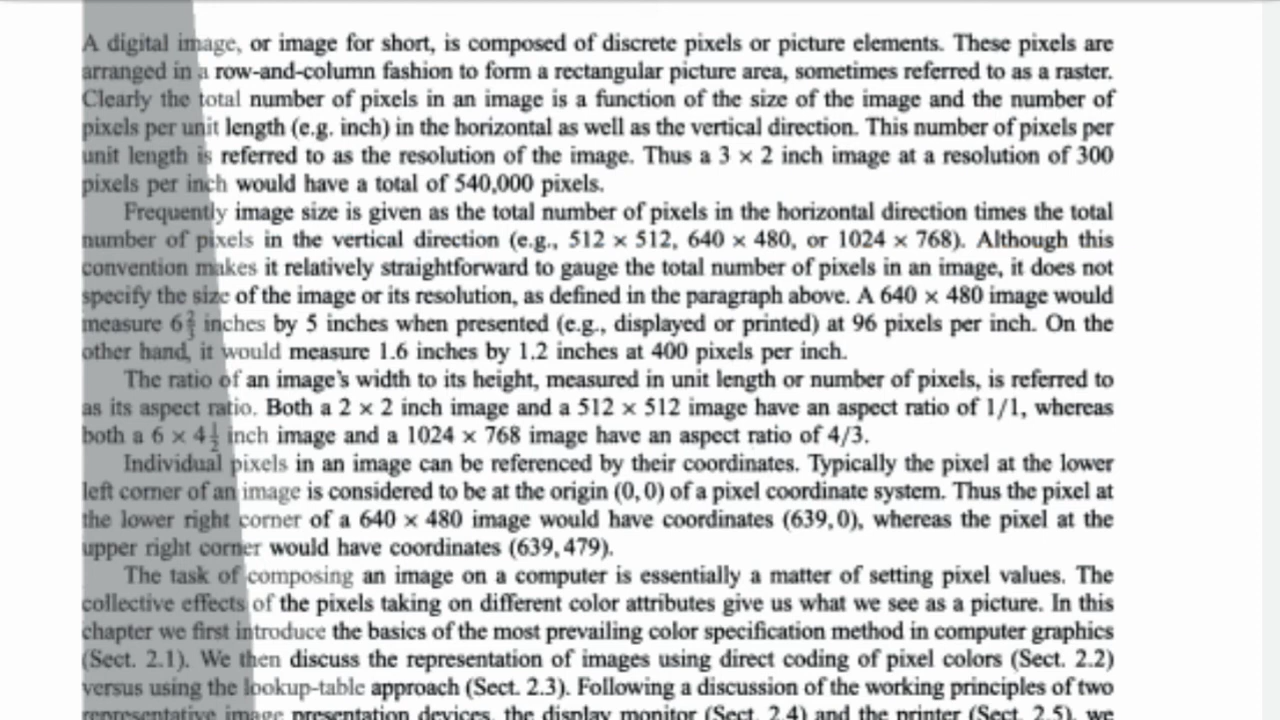 A digital image, or image for short, is composed of discrete pixels or picture elements. These pixels are
arranged in a row-and-column fashion to form a rectangular picture area, sometimes referred to as a raster.
Clearly the total number of pixels in an image is a function of the size of the image and the number of
pixels per unit length (e.g. inch) in the horizontal as well as the vertical direction. This number of pixels per
unit length is referred to as the resolution of the image. Thus a 3 × 2 inch image at a resolution of 300
pixels per inch would have a total of 540,000 pixels.
Frequently image size is given as the total number of pixels in the horizontal direction times the total
number of pixels in the vertical direction (e.g., 512 × 512, 640 × 480, or 1024 × 768). Although this
convention makes it relatively straightforward to gauge the total number of pixels in an image, it does not
specify the size of the image or its resolution, as defined in the paragraph above. A 640 × 480 image would
measure 6⅔ inches by 5 inches when presented (e.g., displayed or printed) at 96 pixels per inch. On the
other hand, it would measure 1.6 inches by 1.2 inches at 400 pixels per inch.
The ratio of an image's width to its height, measured in unit length or number of pixels, is referred to
as its aspect ratio. Both a 2 × 2 inch image and a 512 × 512 image have an aspect ratio of 1/1, whereas
both a 6 × 4½ inch image and a 1024 × 768 image have an aspect ratio of 4/3.
Individual pixels in an image can be referenced by their coordinates. Typically the pixel at the lower
left corner of an image is considered to be at the origin (0, 0) of a pixel coordinate system. Thus the pixel at
the lower right corner of a 640 × 480 image would have coordinates (639, 0), whereas the pixel at the
upper right corner would have coordinates (639, 479).
The task of composing an image on a computer is essentially a matter of setting pixel values. The
collective effects of the pixels taking on different color attributes give us what we see as a picture. In this
chapter we first introduce the basics of the most prevailing color specification method in computer graphics
(Sect. 2.1). We then discuss the representation of images using direct coding of pixel colors (Sect. 2.2)
versus using the lookup-table approach (Sect. 2.3). Following a discussion of the working principles of two
representative image presentation devices, the display monitor (Sect. 2.4) and the printer (Sect. 2.5), we